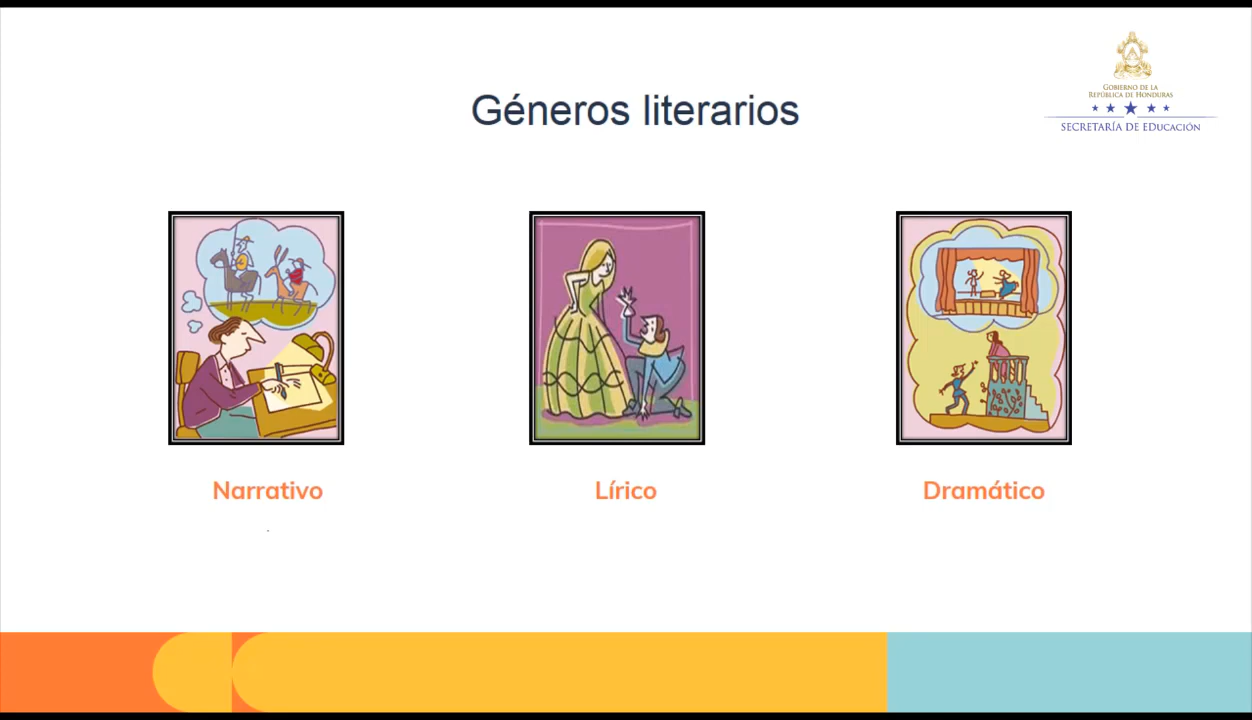 Géneros literarios
GOBIERNO DE LA
REPÚBLICA DE HONDURAS
SECRETARÍA DE EDUCACIÓN
Narrativo
Lírico
Dramático